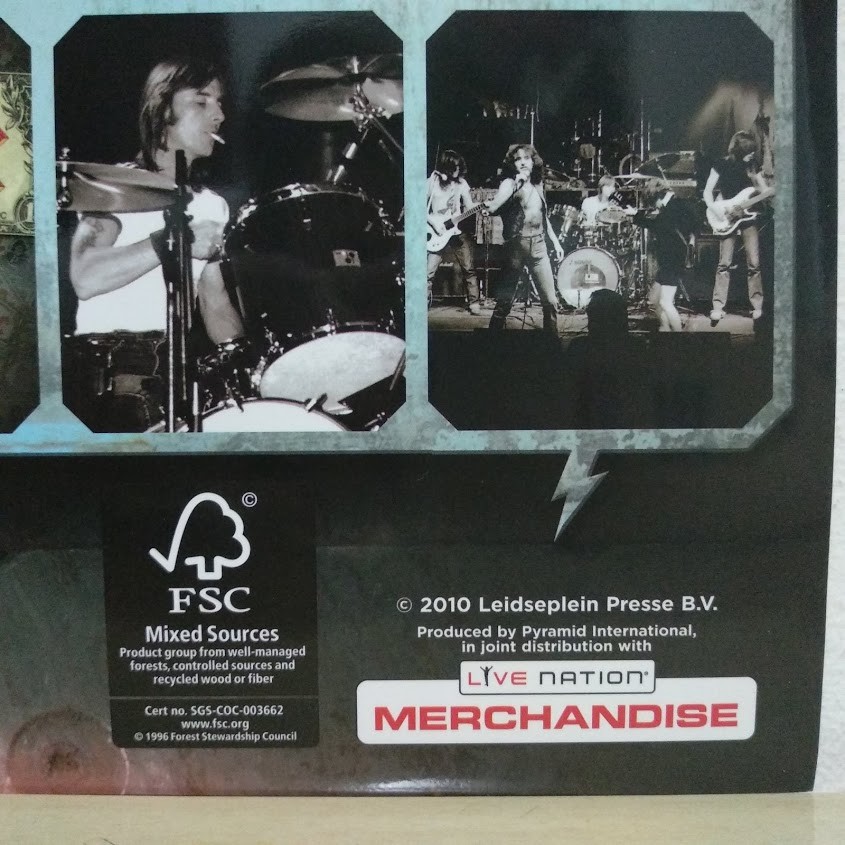 ©
FSC
Mixed Sources
Product group from well-managed
forests, controlled sources and
recycled wood or fiber
Cert no. SGS-COC-003662
www.fsc.org
© 1996 Forest Stewardship Council
© 2010 Leidseplein Presse B.V.
Produced by Pyramid International,
in joint distribution with
LIVE NATION®
MERCHANDISE